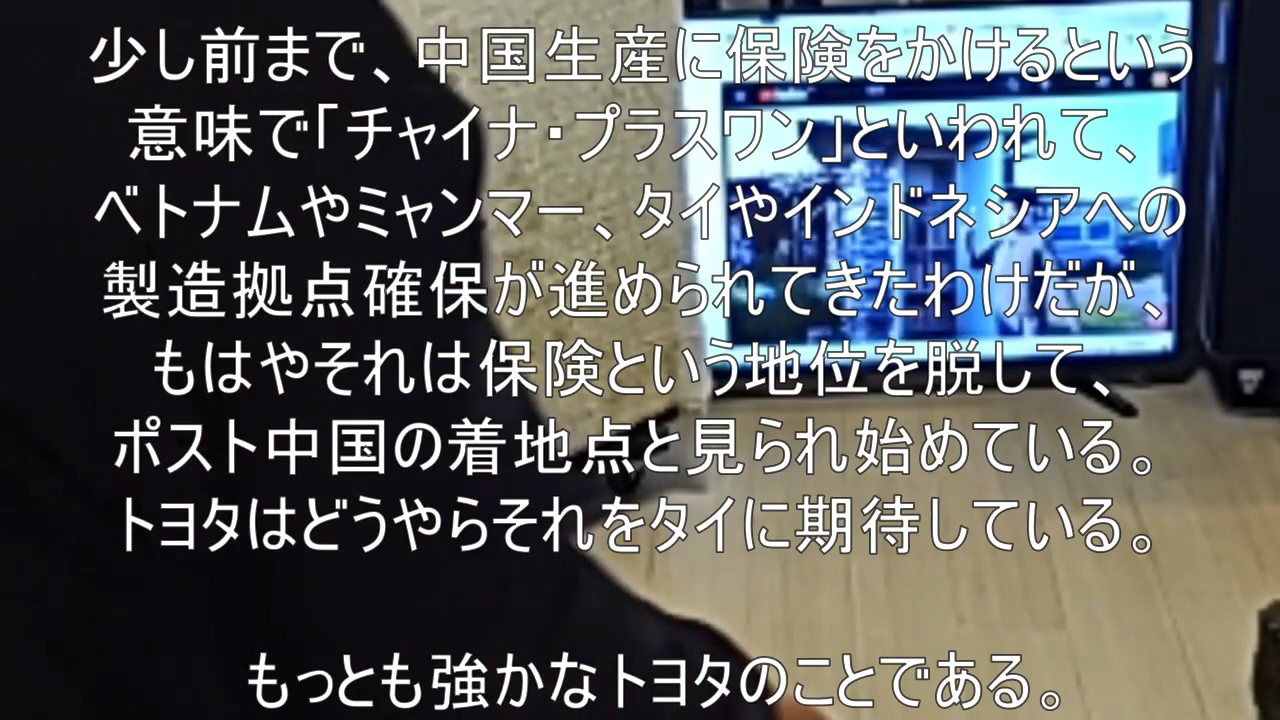 少し前まで、中国生産に保険をかけるという
意味で「チャイナ・プラスワン」といわれて、
ベトナムやミャンマー、タイやインドネシアへの
製造拠点確保が進められてきたわけだが、
もはやそれは保険という地位を脱して、
ポスト中国の着地点と見られ始めている。
トヨタはどうやらそれをタイに期待している。
もっとも強かなトヨタのことである。